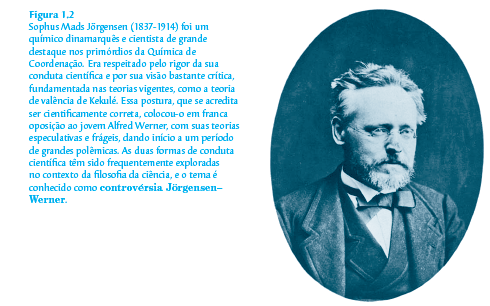 Figura 1.2
Sophus Mads Jörgensen (1837-1914) foi um
químico dinamarquês e cientista de grande
destaque nos primórdios da Química de
Coordenação. Era respeitado pelo rigor da sua
conduta científica e por sua visão bastante crítica,
fundamentada nas teorias vigentes, como a teoria
de valência de Kekulé. Essa postura, que se acredita
ser cientificamente correta, colocou-o em franca
oposição ao jovem Alfred Werner, com suas teorias
especulativas e frágeis, dando início a um período
de grandes polêmicas. As duas formas de conduta
científica têm sido frequentemente exploradas
no contexto da filosofia da ciência, e o tema é
conhecido como controvérsia Jörgensen–
Werner.